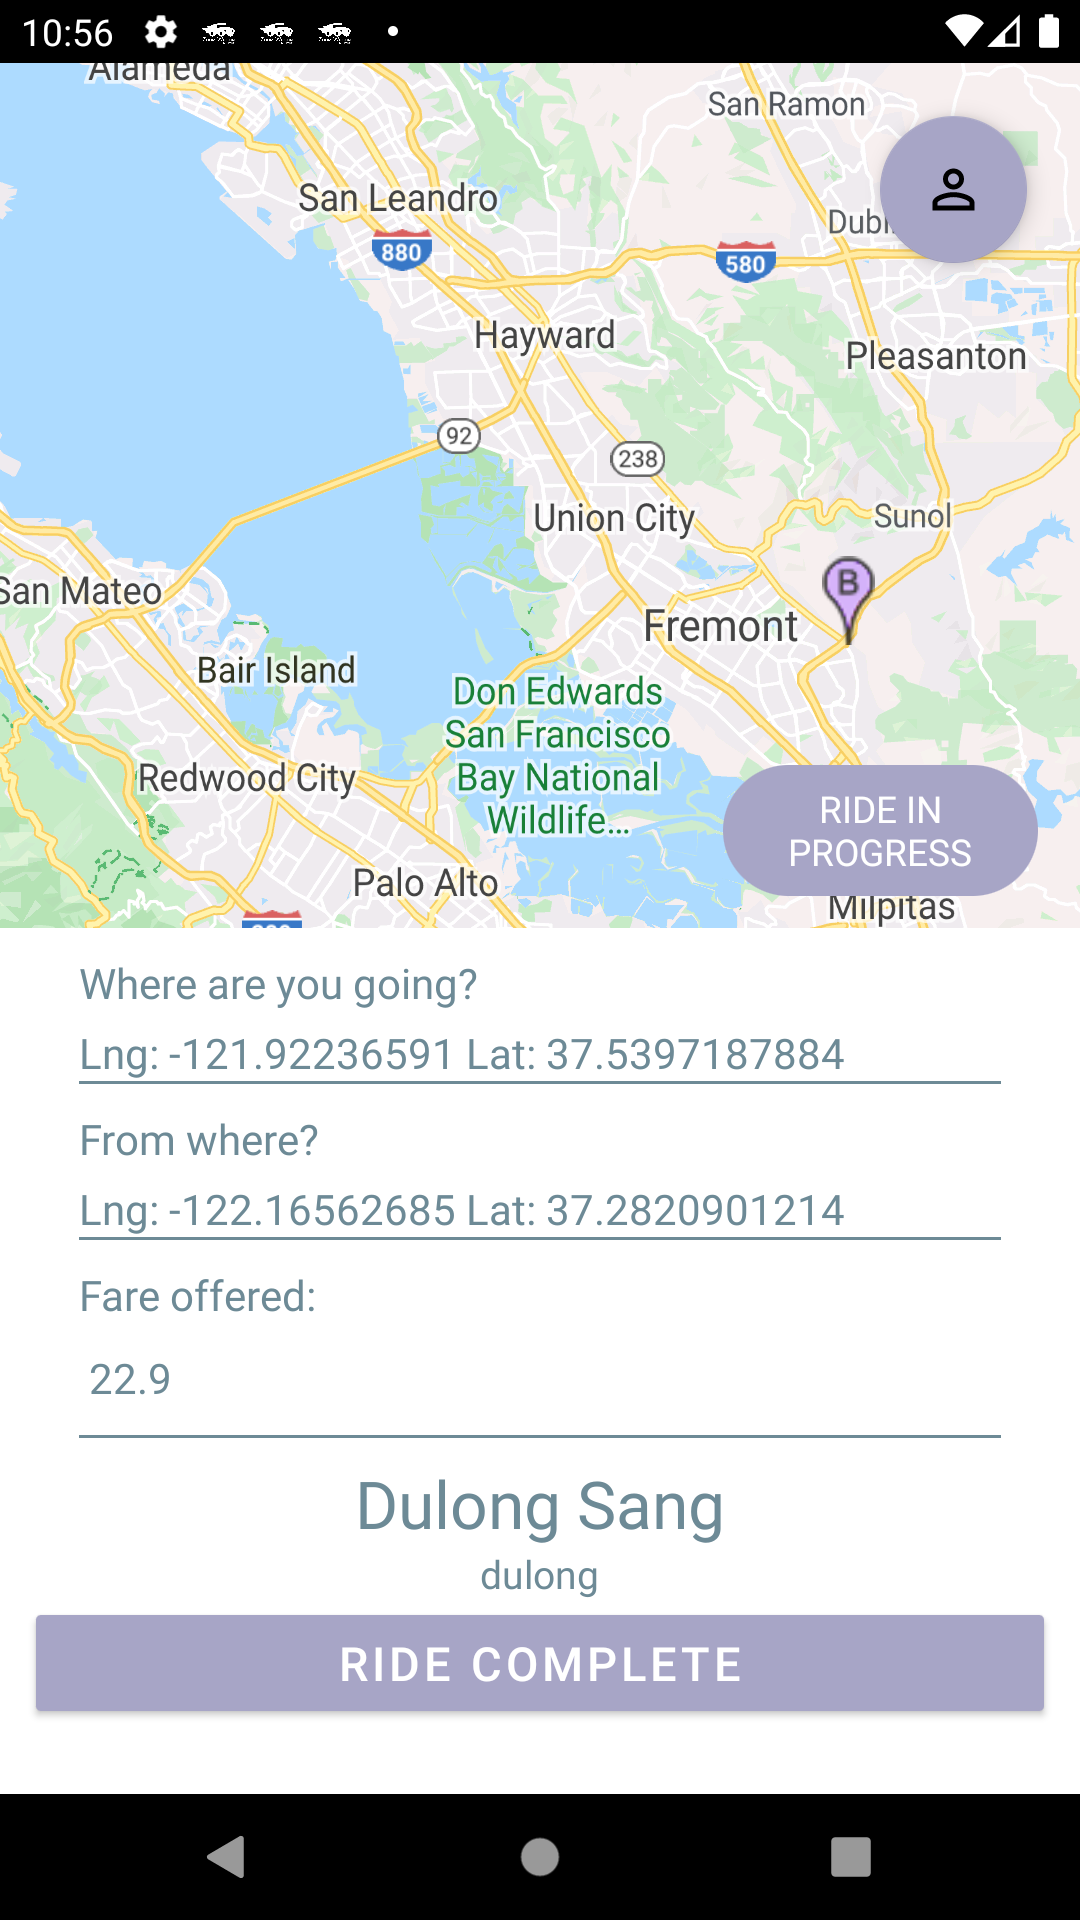 10:56
Alameda
San Ramon
San Leandro
880
580
Hayward
Pleasanton
92
238
Union City
Sunol
San Mateo
B
Fremont
Bair Island
Don Edwards
San Francisco
Bay National
Wildlife...
Redwood City
RIDE IN
PROGRESS
Palo Alto
Milpitas
Where are you going?
Lng: -121.92236591 Lat: 37.5397187884
From where?
Lng: -122.16562685 Lat: 37.2820901214
Fare offered:
22.9
Dulong Sang
dulong
RIDE COMPLETE